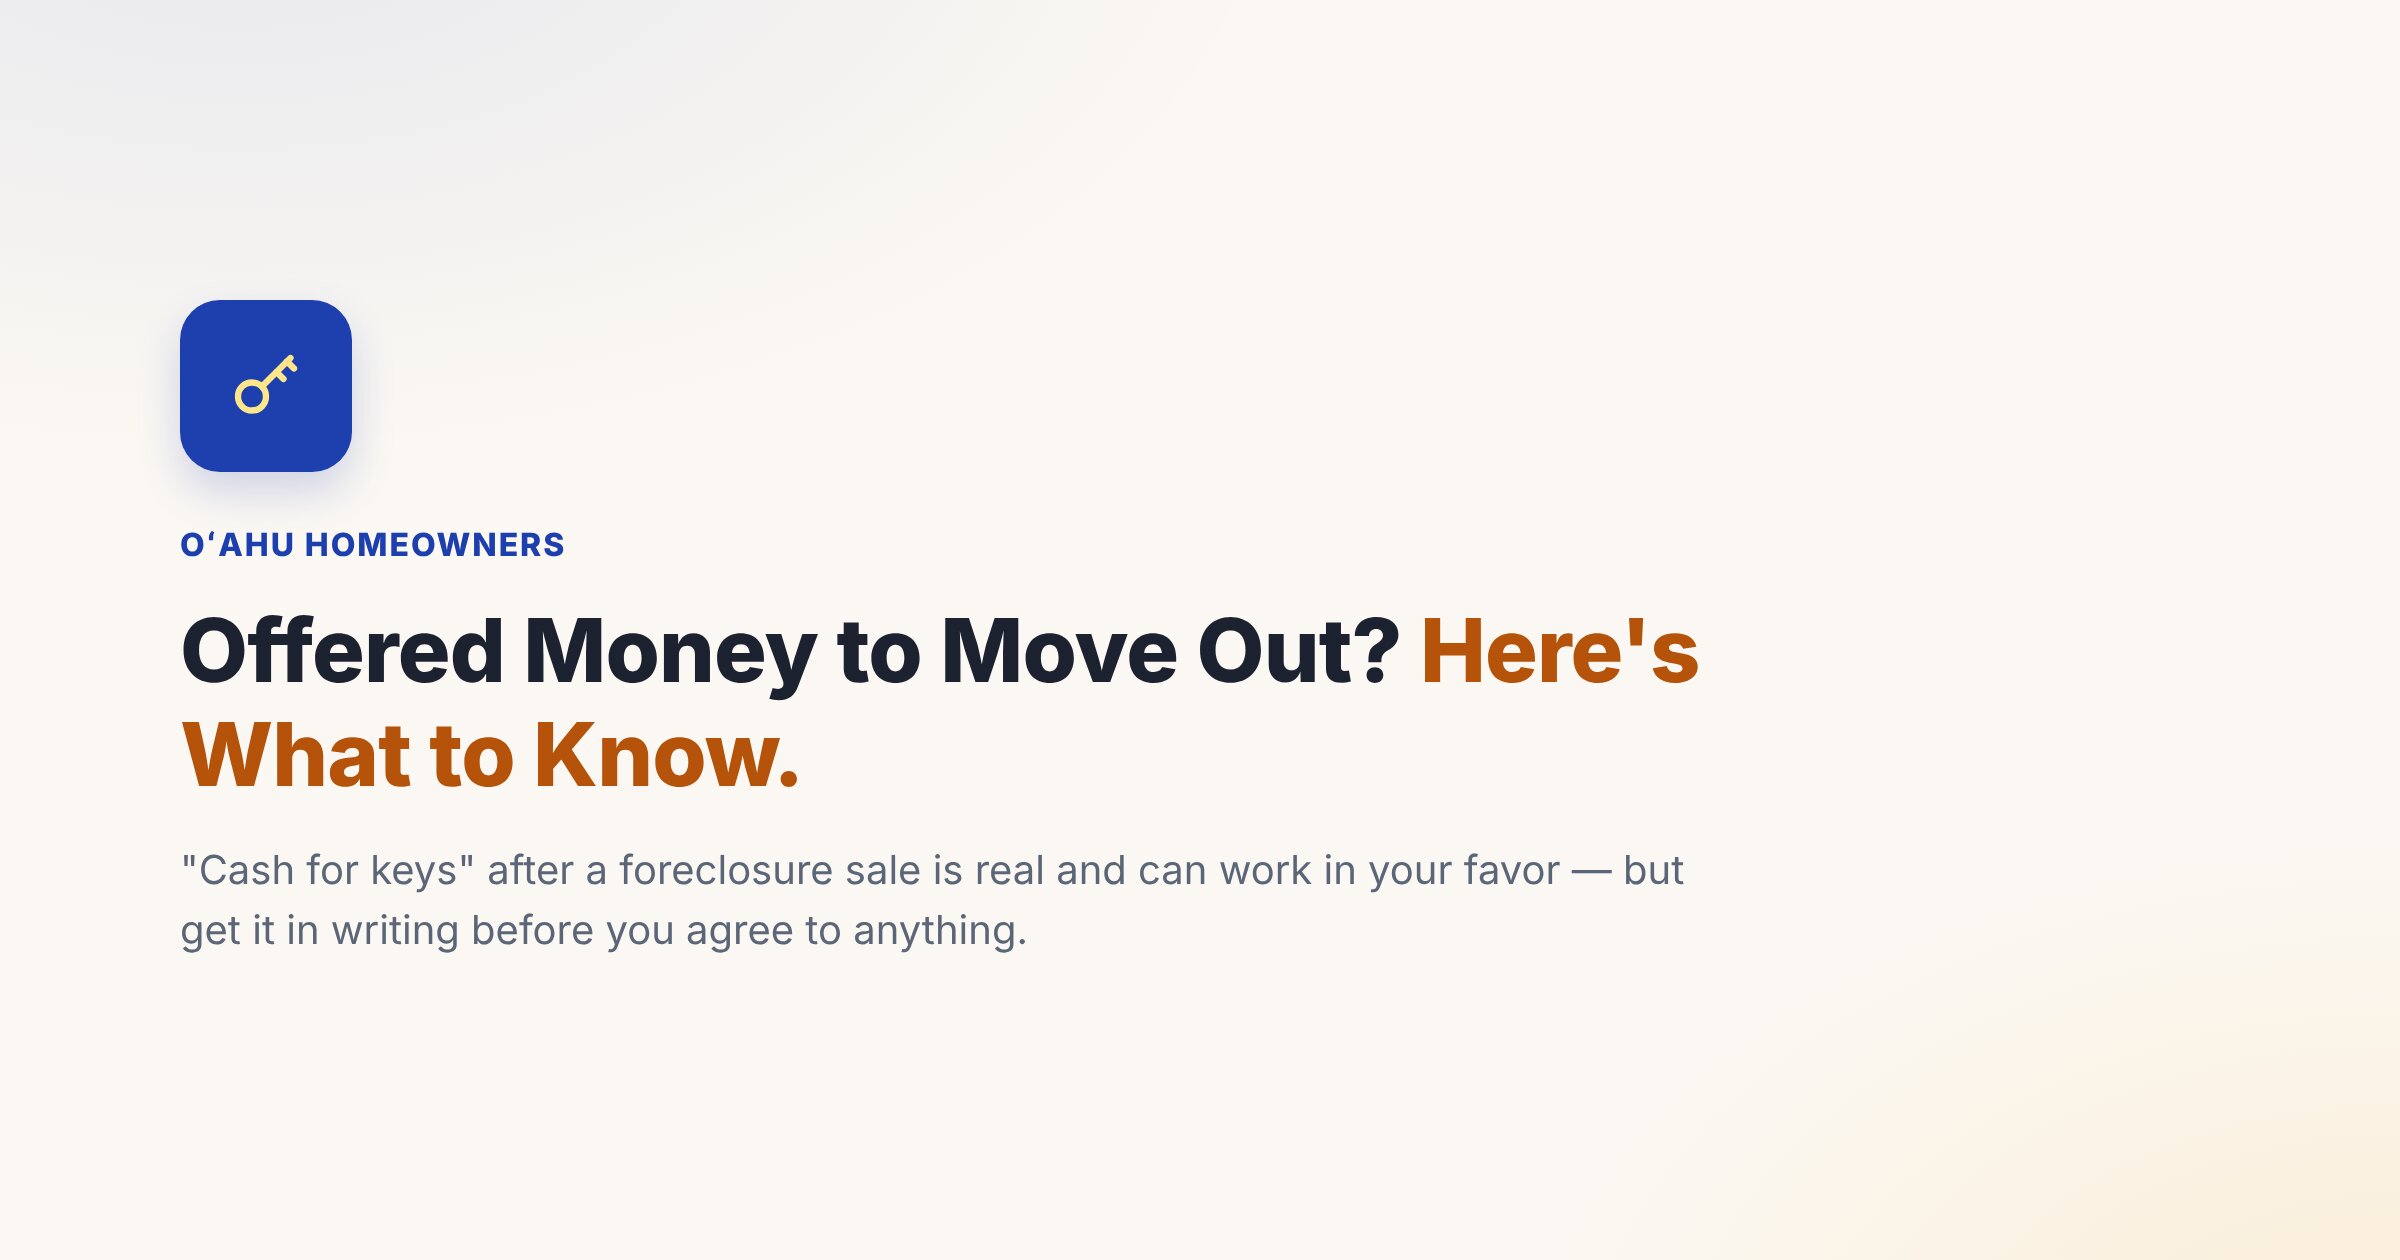 OʻAHU HOMEOWNERS
Offered Money to Move Out? Here's
What to Know.
"Cash for keys" after a foreclosure sale is real and can work in your favor — but
get it in writing before you agree to anything.